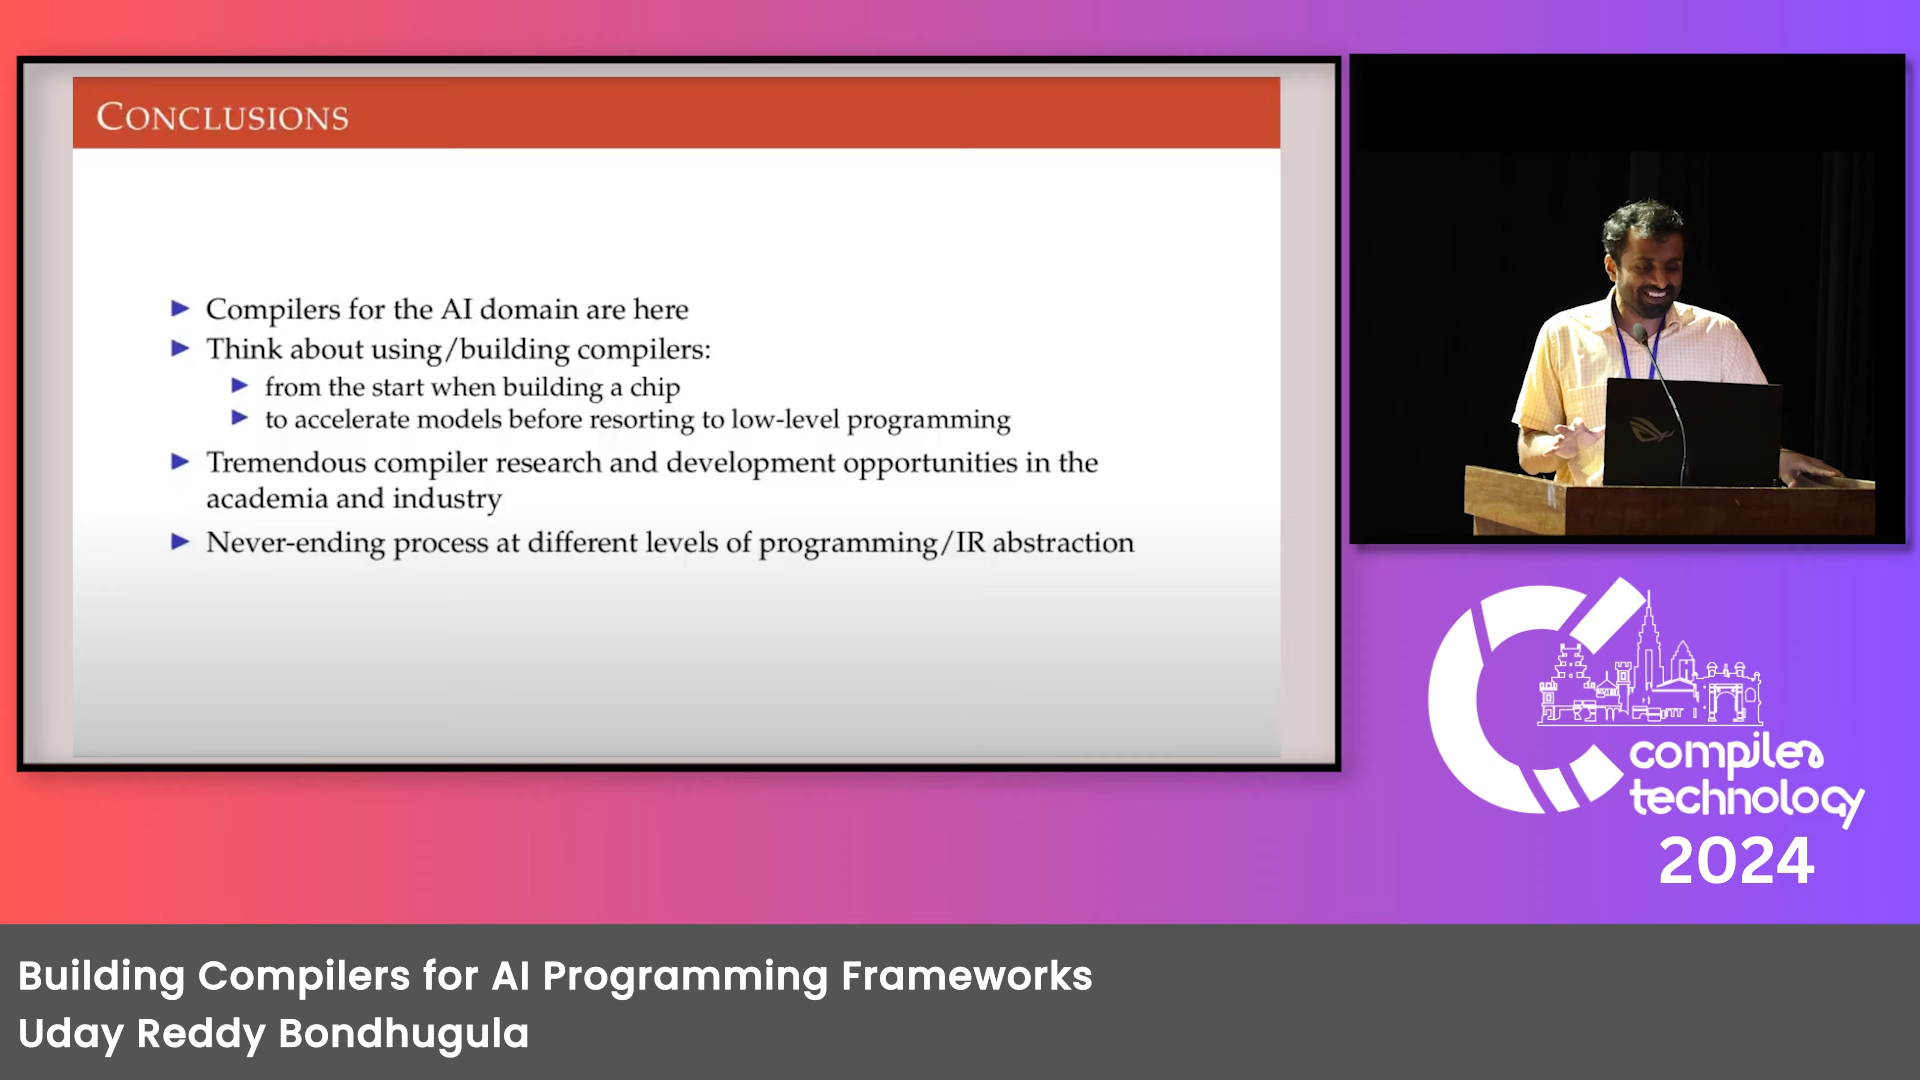 CONCLUSIONS
Compilers for the AI domain are here
Think about using/building compilers:
from the start when building a chip
to accelerate models before resorting to low-level programming
Tremendous compiler research and development opportunities in the
academia and industry
Never-ending process at different levels of programming/IR abstraction
compiler
technology
2024
Building Compilers for AI Programming Frameworks
Uday Reddy Bondhugula